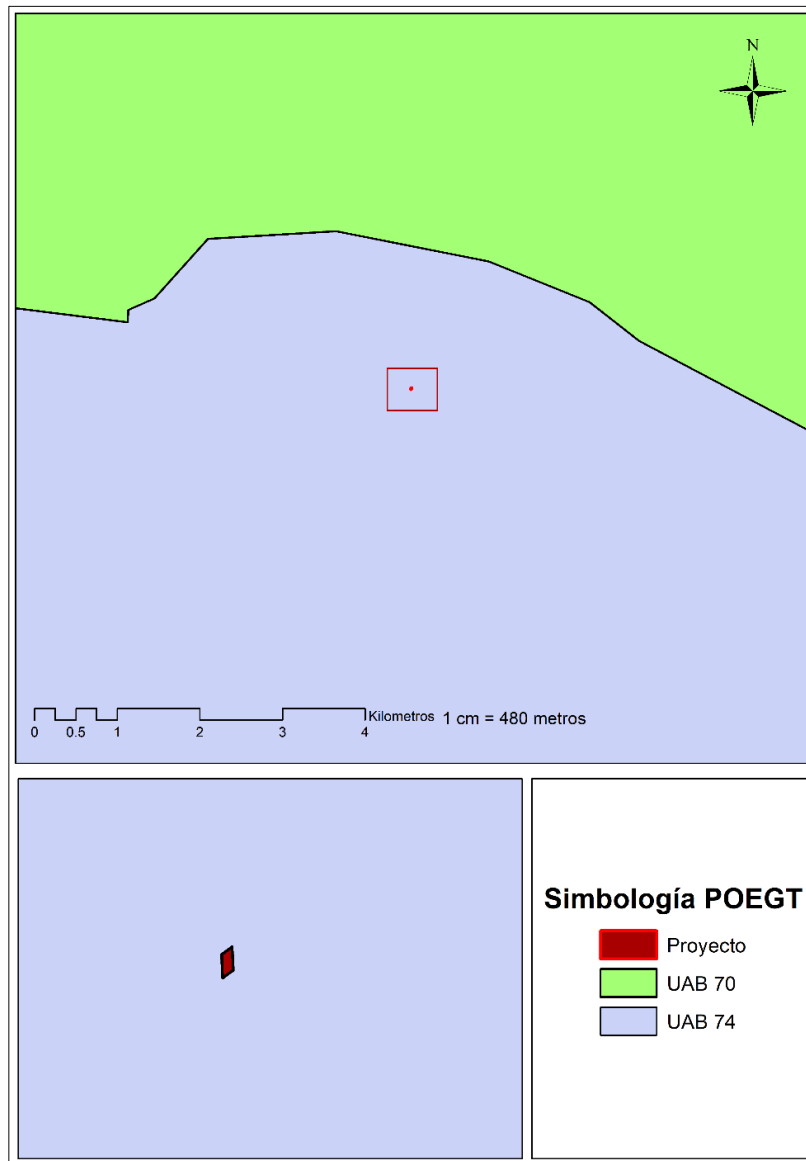 N
Kilometros 1 cm = 480 metros
0 0.5 1 2 3 4
Simbología POEGT
Proyecto
UAB 70
UAB 74